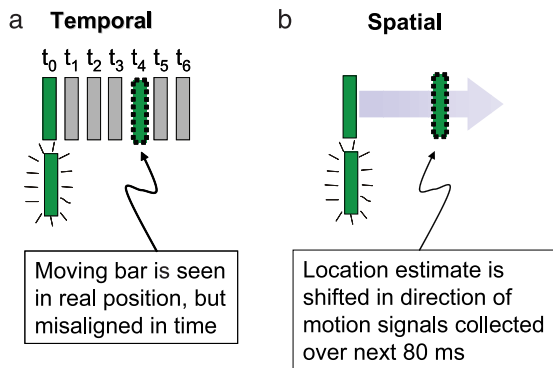 a Temporal
t0 t1 t2 t3 t4 t5 t6
Moving bar is seen
in real position, but
misaligned in time
b Spatial
Location estimate is
shifted in direction of
motion signals collected
over next 80 ms